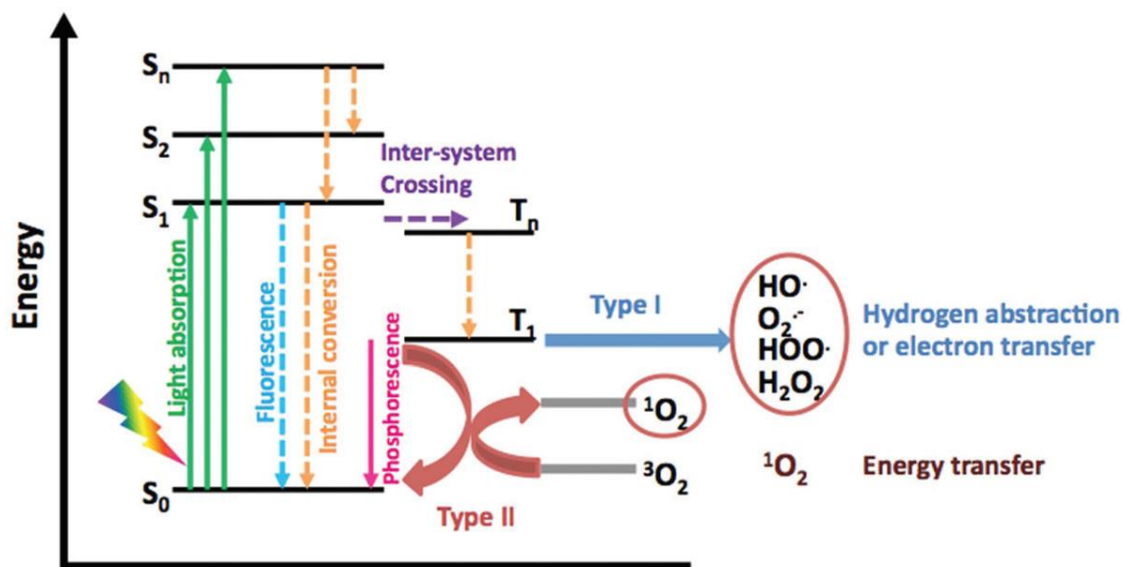 Energy
Sₙ
S₂
S₁
S₀
Light absorption
Fluorescence
Internal conversion
Phosphorescence
Inter-system
Crossing
Tₙ
T₁
Type I
Type II
¹O₂
³O₂
HO·
O₂·-
HOO·
H₂O₂
Hydrogen abstraction
or electron transfer
¹O₂
Energy transfer